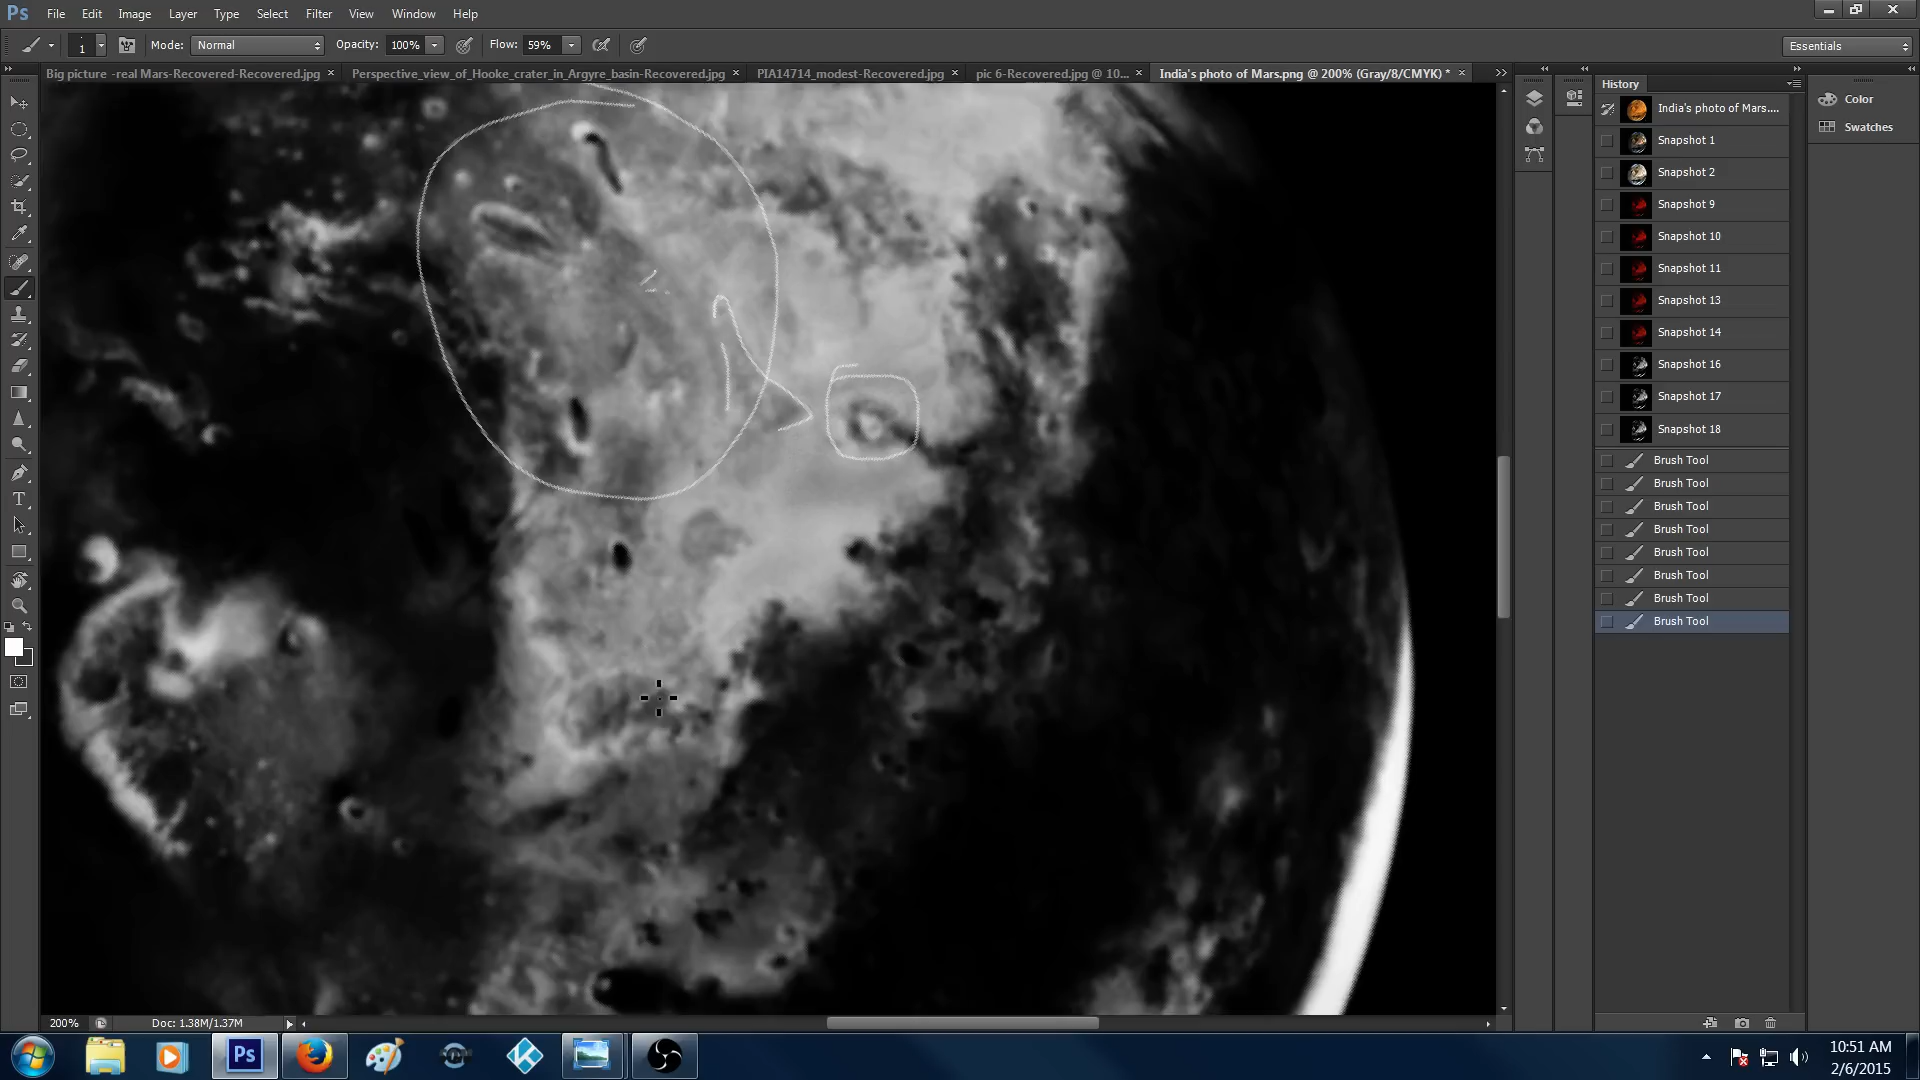 Ps File Edit Image Layer Type Select Filter View Window Help
1 Mode: Normal Opacity: 100% Flow: 59% Essentials
Big picture -real Mars-Recovered-Recovered.jpg × Perspective_view_of_Hooke_crater_in_Argyre_basin-Recovered.jpg × PIA14714_modest-Recovered.jpg × pic 6-Recovered.jpg @ 10... × India's photo of Mars.png @ 200% (Gray/8/CMYK) * ×
History
Color
Swatches
India's photo of Mars....
Snapshot 1
Snapshot 2
Snapshot 9
Snapshot 10
Snapshot 11
Snapshot 13
Snapshot 14
Snapshot 16
Snapshot 17
Snapshot 18
Brush Tool
Brush Tool
Brush Tool
Brush Tool
Brush Tool
Brush Tool
Brush Tool
Brush Tool
200% Doc: 1.38M/1.37M
Ps
10:51 AM
2/6/2015